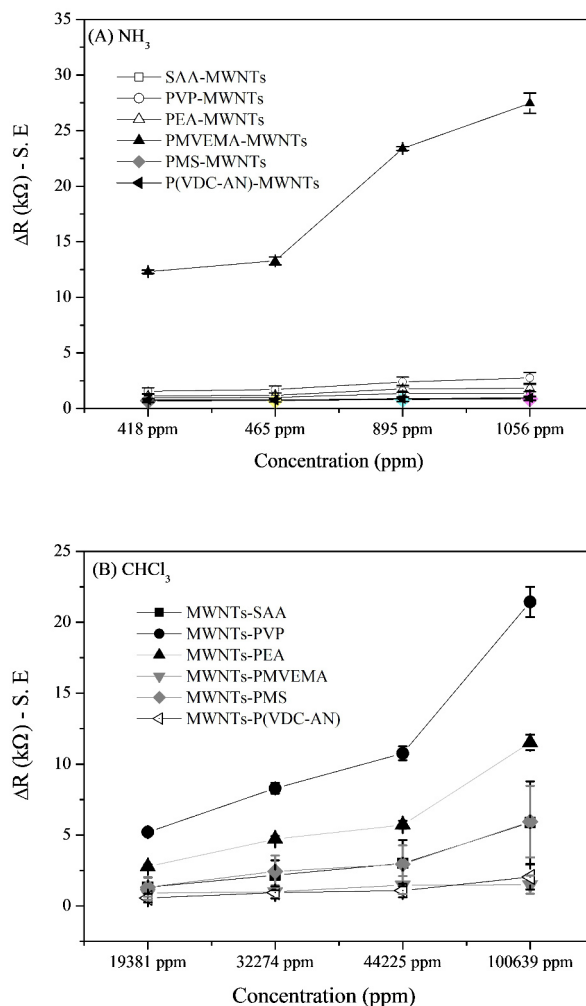 (A) NH3
SAA-MWNTs
PVP-MWNTs
PEA-MWNTs
PMVEMA-MWNTs
PMS-MWNTs
P(VDC-AN)-MWNTs
ΔR (kΩ) - S. E
35
30
25
20
15
10
5
0
418 ppm 465 ppm 895 ppm 1056 ppm
Concentration (ppm)
(B) CHCl3
MWNTs-SAA
MWNTs-PVP
MWNTs-PEA
MWNTs-PMVEMA
MWNTs-PMS
MWNTs-P(VDC-AN)
ΔR (kΩ) - S. E
25
20
15
10
5
0
19381 ppm 32274 ppm 44225 ppm 100639 ppm
Concentration (ppm)